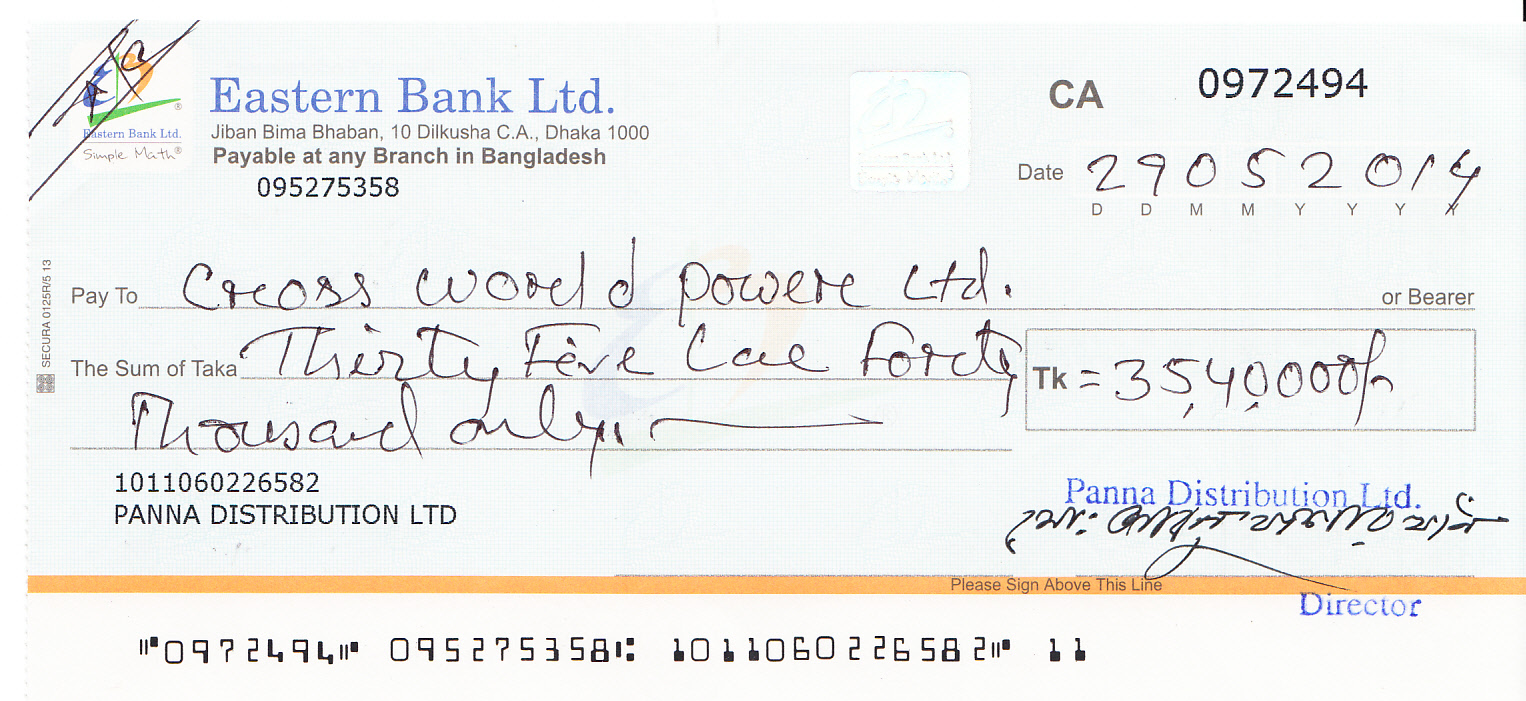 Eastern Bank Ltd.
Simple Math®
Eastern Bank Ltd.
Jiban Bima Bhaban, 10 Dilkusha C.A., Dhaka 1000
Payable at any Branch in Bangladesh
095275358
CA 0972494
Date 29052014
D D M M Y Y Y Y
SECURA 0125R/5 13
Pay To Cross World Power Ltd. or Bearer
The Sum of Taka Thirty Five Lac Forty
Thousand only.
Tk = 35,40,000/-
1011060226582
PANNA DISTRIBUTION LTD
Panna Distribution Ltd.
Please Sign Above This Line
Director
⑈0972494⑈ 095275358⑆ 1011060226582⑈ 11